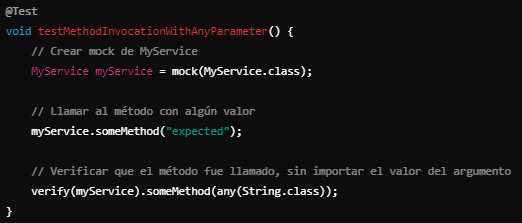 @Test
void testMethodInvocationWithAnyParameter() {
    // Crear mock de MyService
    MyService myService = mock(MyService.class);

    // Llamar al método con algún valor
    myService.someMethod("expected");

    // Verificar que el método fue llamado, sin importar el valor del argumento
    verify(myService).someMethod(any(String.class));
}